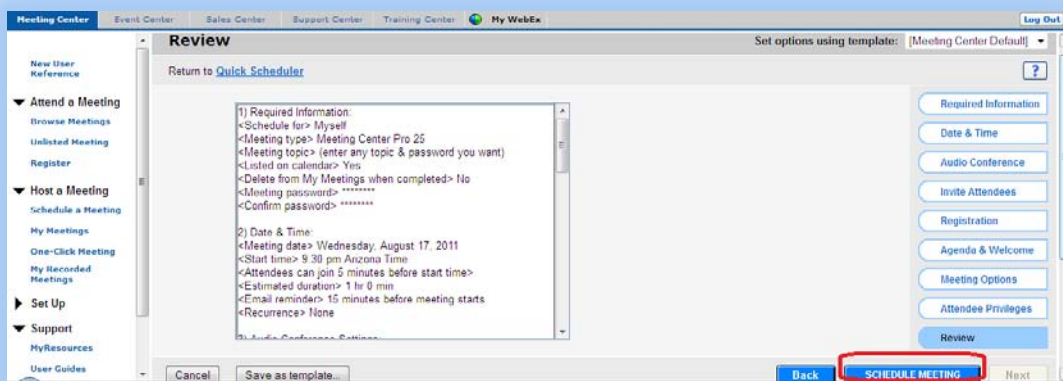 Meeting Center Event Center Sales Center Support Center Training Center My WebEx Log Out
Review Set options using template: [Meeting Center Default]
Return to Quick Scheduler ?
New User
Reference
Attend a Meeting
Browse Meetings
Unlisted Meeting
Register
Host a Meeting
Schedule a Meeting
My Meetings
One-Click Meeting
My Recorded
Meetings
Set Up
Support
MyResources
User Guides
1) Required Information:
<Schedule for> Myself
<Meeting type> Meeting Center Pro 25
<Meeting topic> (enter any topic & password you want)
<Listed on calendar> Yes
<Delete from My Meetings when completed> No
<Meeting password> ********
<Confirm password> ********
2) Date & Time:
<Meeting date> Wednesday, August 17, 2011
<Start time> 9:30 pm Arizona Time
<Attendees can join 5 minutes before start time>
<Estimated duration> 1 hr 0 min
<Email reminder> 15 minutes before meeting starts
<Recurrence> None
3) Audio Conference Settings:
Required Information
Date & Time
Audio Conference
Invite Attendees
Registration
Agenda & Welcome
Meeting Options
Attendee Privileges
Review
Cancel Save as template... Back SCHEDULE MEETING Next